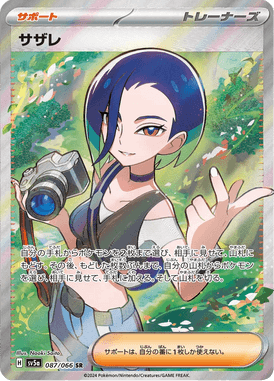 サポート
トレーナーズ
サザレ
自分の手札からポケモンを2枚まで選び、相手に見せて、山札に
もどす。その後、もどした枚数ぶんまで、自分の山札からポケモン
を選び、相手に見せて、手札に加える。そして山札を切る。
サポートは、自分の番に1枚しか使えない。
H sv5a 087/066 SR
©2024 Pokémon/Nintendo/Creatures/GAME FREAK.